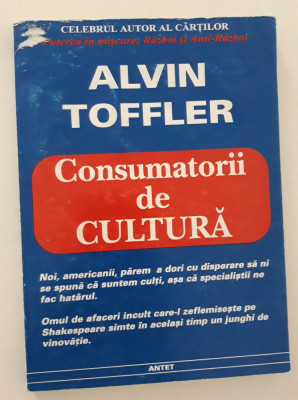 CELEBRUL AUTOR AL CĂRȚILOR
Puterea în mișcare; Război și Anti-Război
ALVIN
TOFFLER
Consumatorii
de
CULTURĂ
Noi, americanii, părem a dori cu disperare să ni
se spună că suntem culți, așa că specialiștii ne
fac hatârul.
Omul de afaceri incult care-l zeflemisește pe
Shakespeare simte în același timp un junghi de
vinovăție.
ANTET